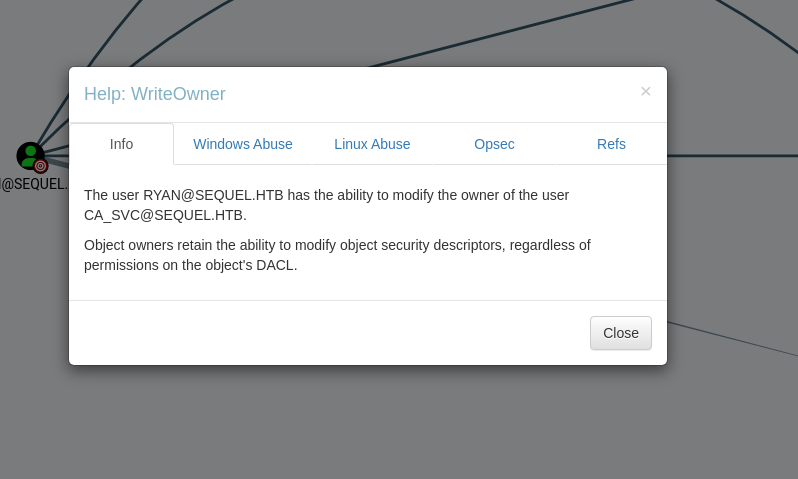 Help: WriteOwner
×
Info
Windows Abuse
Linux Abuse
Opsec
Refs
@SEQUEL.
The user RYAN@SEQUEL.HTB has the ability to modify the owner of the user
CA_SVC@SEQUEL.HTB.
Object owners retain the ability to modify object security descriptors, regardless of
permissions on the object's DACL.
Close